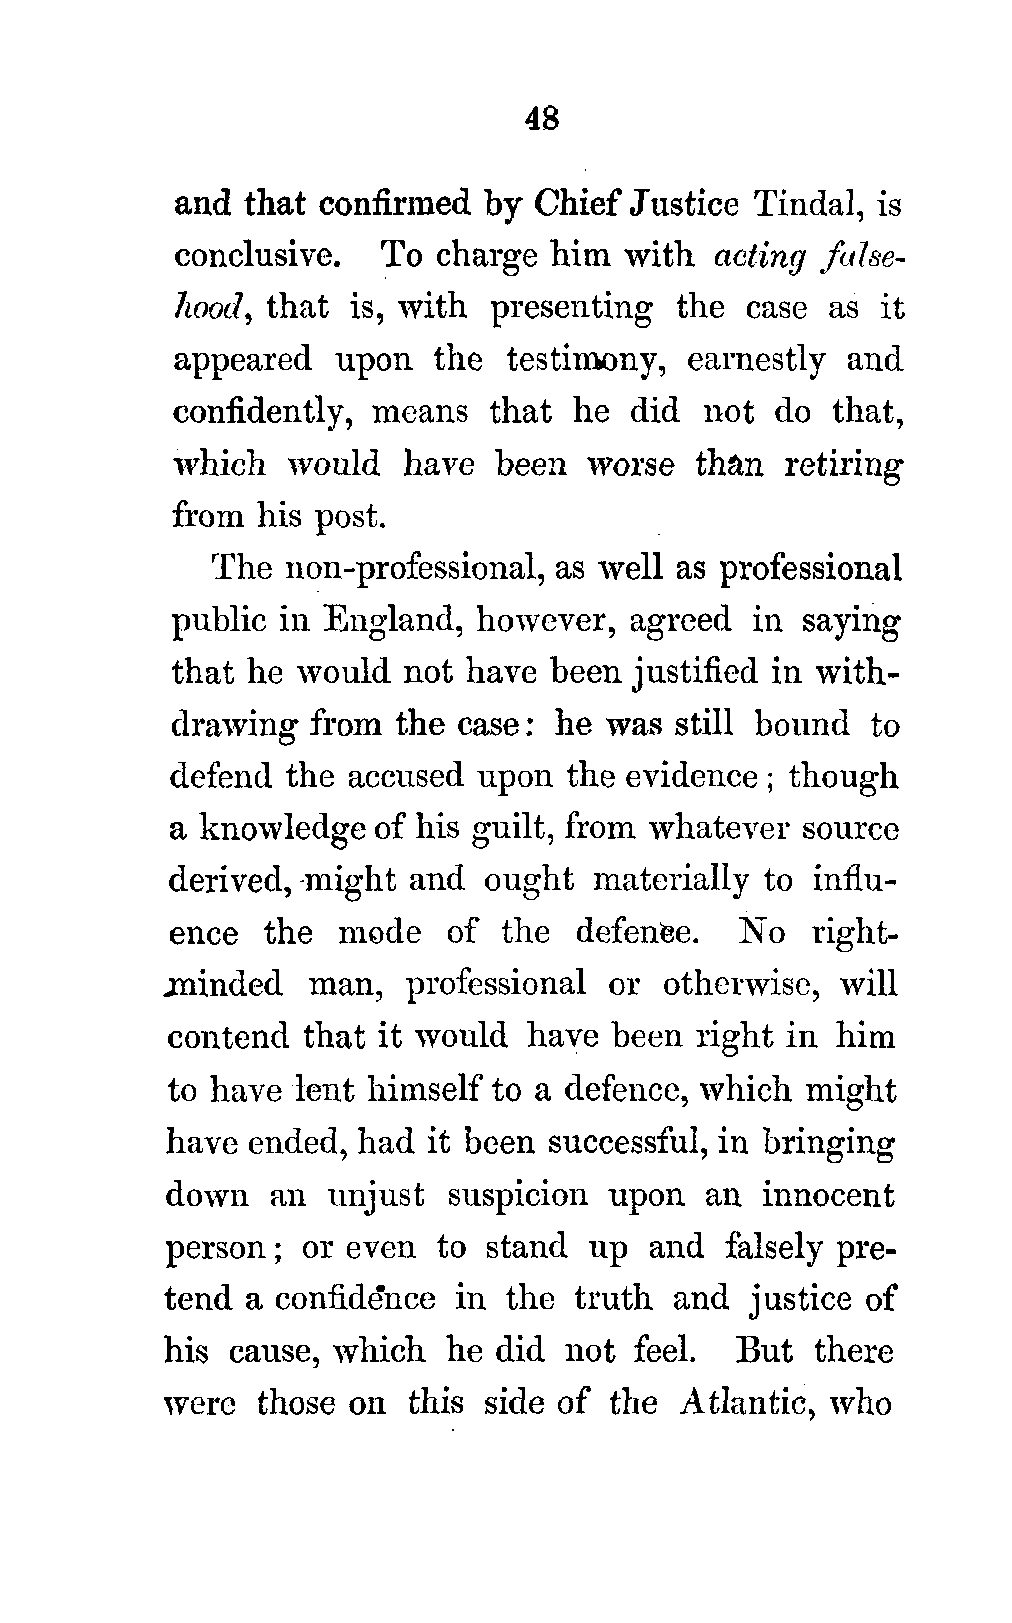 48
and that confirmed by Chief Justice Tindal, is
conclusive. To charge him with acting false-
hood, that is, with presenting the case as it
appeared upon the testimony, earnestly and
confidently, means that he did not do that,
which would have been worse than retiring
from his post.
The non-professional, as well as professional
public in England, however, agreed in saying
that he would not have been justified in with-
drawing from the case: he was still bound to
defend the accused upon the evidence; though
a knowledge of his guilt, from whatever source
derived, might and ought materially to influ-
ence the mode of the defense. No right-
minded man, professional or otherwise, will
contend that it would have been right in him
to have lent himself to a defence, which might
have ended, had it been successful, in bringing
down an unjust suspicion upon an innocent
person; or even to stand up and falsely pre-
tend a confidence in the truth and justice of
his cause, which he did not feel. But there
were those on this side of the Atlantic, who